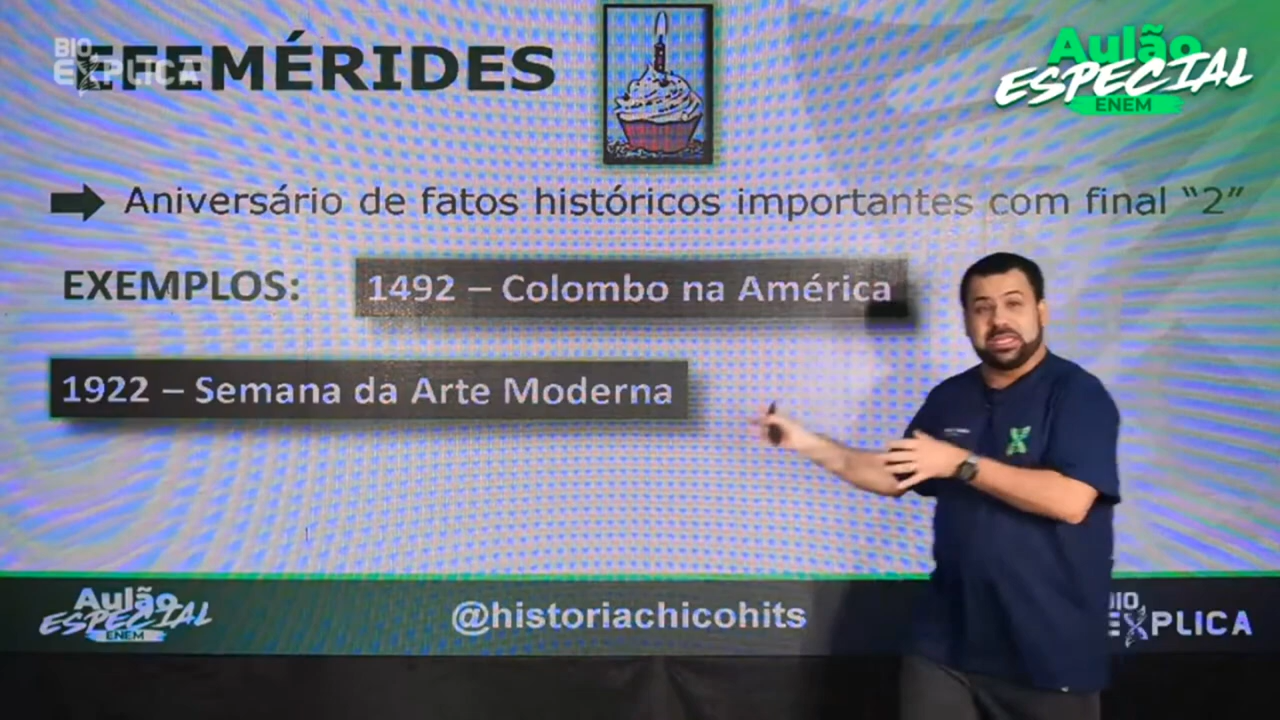 BIO
EXPLICA
EFEMÉRIDES
Aulão
ESPECIAL
ENEM
Aniversário de fatos históricos importantes com final “2”
EXEMPLOS:
1492 – Colombo na América
1922 – Semana da Arte Moderna
Aulão
ESPECIAL
ENEM
@historiachicohits
BIO
EXPLICA